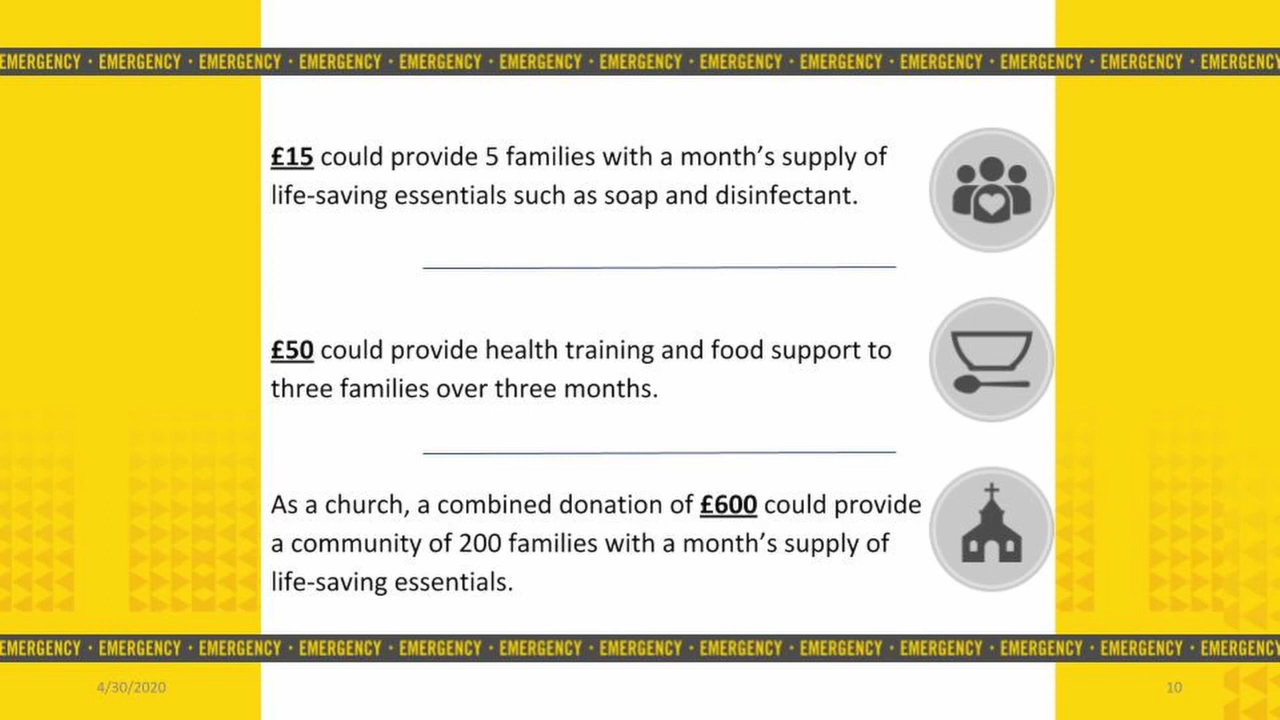 EMERGENCY · EMERGENCY · EMERGENCY · EMERGENCY · EMERGENCY · EMERGENCY · EMERGENCY · EMERGENCY · EMERGENCY · EMERGENCY · EMERGENCY · EMERGENCY · EMERGENCY
£15 could provide 5 families with a month’s supply of
life-saving essentials such as soap and disinfectant.
£50 could provide health training and food support to
three families over three months.
As a church, a combined donation of £600 could provide
a community of 200 families with a month’s supply of
life-saving essentials.
EMERGENCY · EMERGENCY · EMERGENCY · EMERGENCY · EMERGENCY · EMERGENCY · EMERGENCY · EMERGENCY · EMERGENCY · EMERGENCY · EMERGENCY · EMERGENCY · EMERGENCY
4/30/2020
10